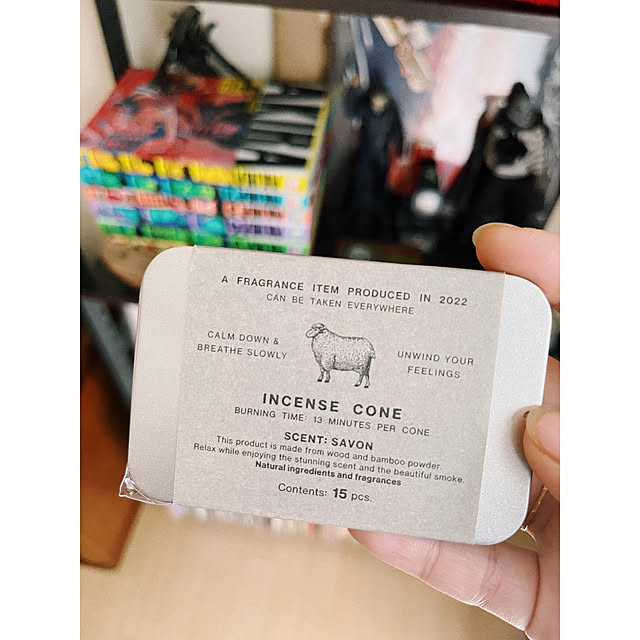 A FRAGRANCE ITEM PRODUCED IN 2022
CAN BE TAKEN EVERYWHERE
CALM DOWN &
BREATHE SLOWLY
UNWIND YOUR
FEELINGS
INCENSE CONE
BURNING TIME: 13 MINUTES PER CONE
SCENT: SAVON
This product is made from wood and bamboo powder.
Relax while enjoying the stunning scent and the beautiful smoke.
Natural ingredients and fragrances
Contents: 15 pcs.